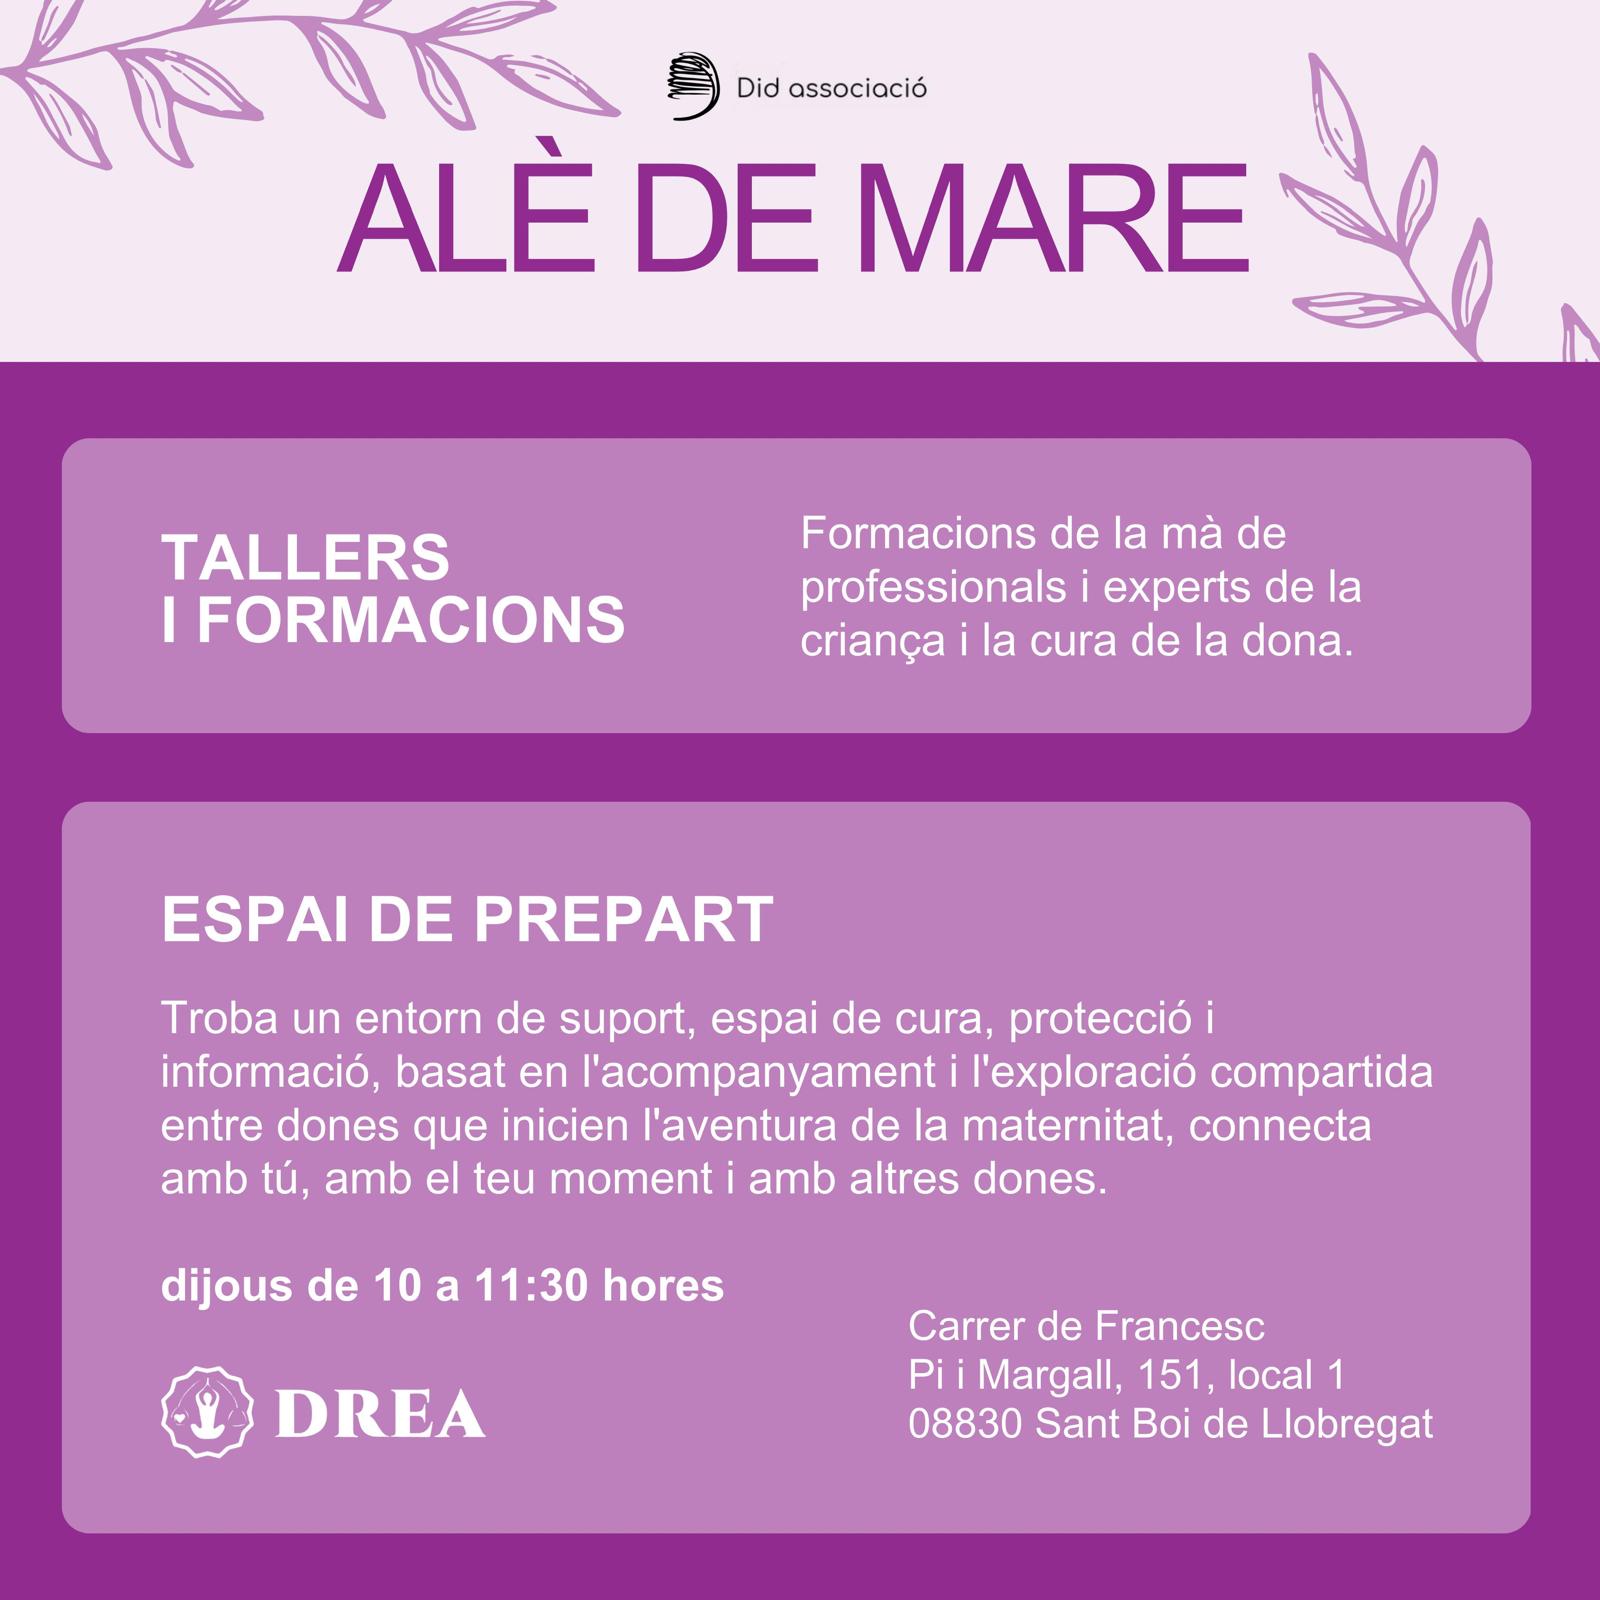 Did associació
ALÈ DE MARE
TALLERS
I FORMACIONS
Formacions de la mà de
professionals i experts de la
criança i la cura de la dona.
ESPAI DE PREPART
Troba un entorn de suport, espai de cura, protecció i
informació, basat en l'acompanyament i l'exploració compartida
entre dones que inicien l'aventura de la maternitat, connecta
amb tú, amb el teu moment i amb altres dones.
dijous de 10 a 11:30 hores
DREA
Carrer de Francesc
Pi i Margall, 151, local 1
08830 Sant Boi de Llobregat